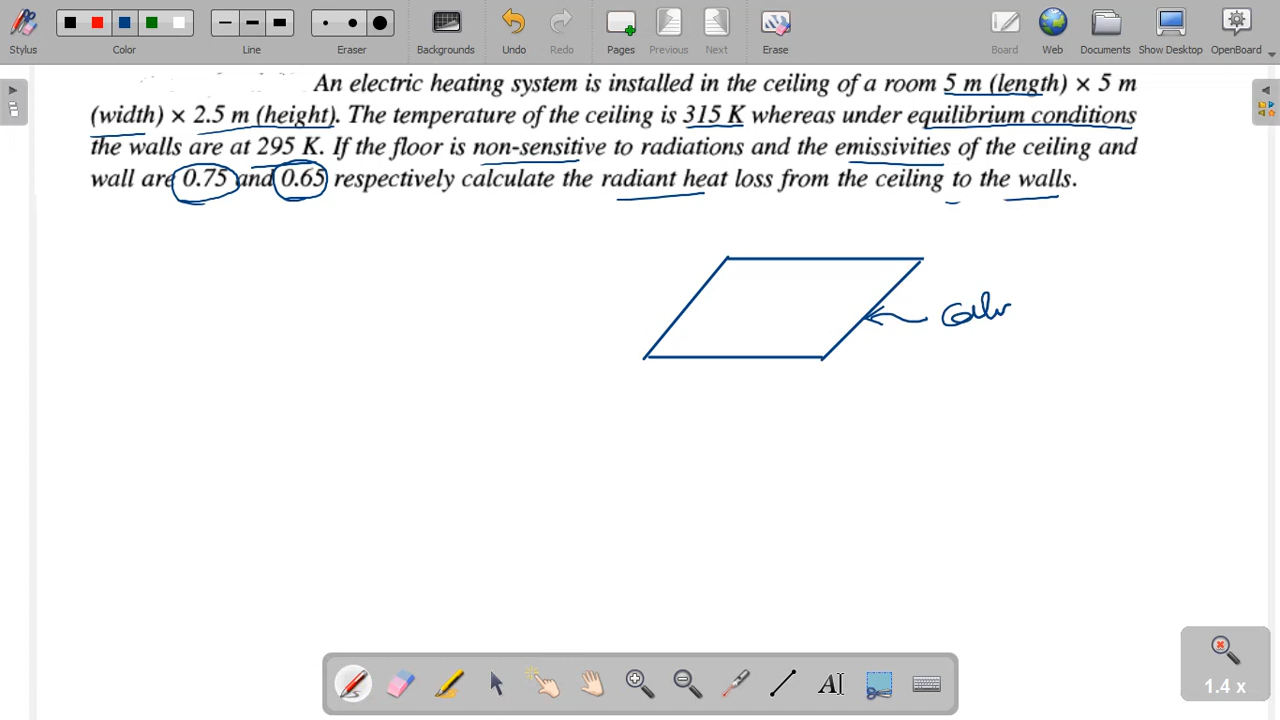 Stylus
Color
Line
Eraser
Backgrounds
Undo
Redo
Pages
Previous
Next
Erase
Board
Web
Documents
Show Desktop
OpenBoard
An electric heating system is installed in the ceiling of a room 5 m (length) × 5 m
(width) × 2.5 m (height). The temperature of the ceiling is 315 K whereas under equilibrium conditions
the walls are at 295 K. If the floor is non-sensitive to radiations and the emissivities of the ceiling and
wall are 0.75 and 0.65 respectively calculate the radiant heat loss from the ceiling to the walls.
1.4 x